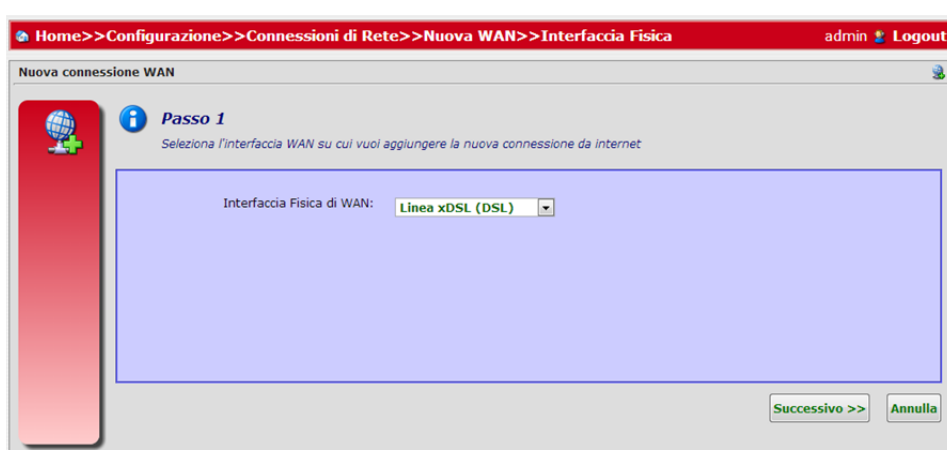 Home>>Configurazione>>Connessioni di Rete>>Nuova WAN>>Interfaccia Fisica admin Logout
Nuova connessione WAN
Passo 1
Seleziona l'interfaccia WAN su cui vuoi aggiungere la nuova connessione da internet
Interfaccia Fisica di WAN: Linea xDSL (DSL)
Successivo >> Annulla